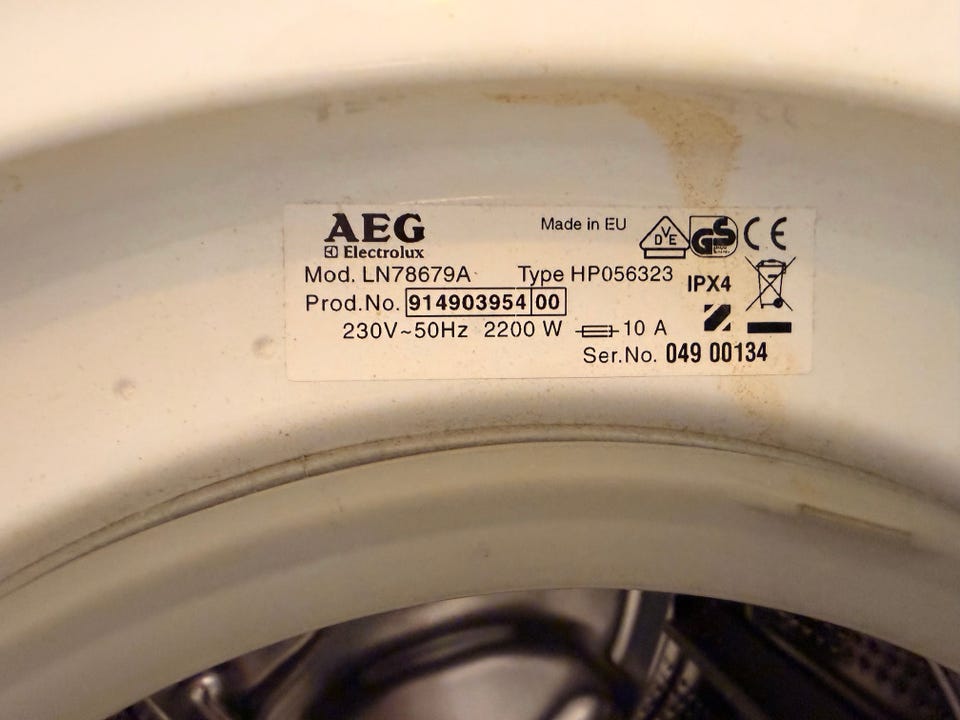 AEG
Electrolux
Made in EU
VDE
GS
CE
Mod. LN78679A Type HP056323
IPX4
Prod.No. 914903954 00
230V~50Hz 2200 W 10 A
Ser.No. 049 00134